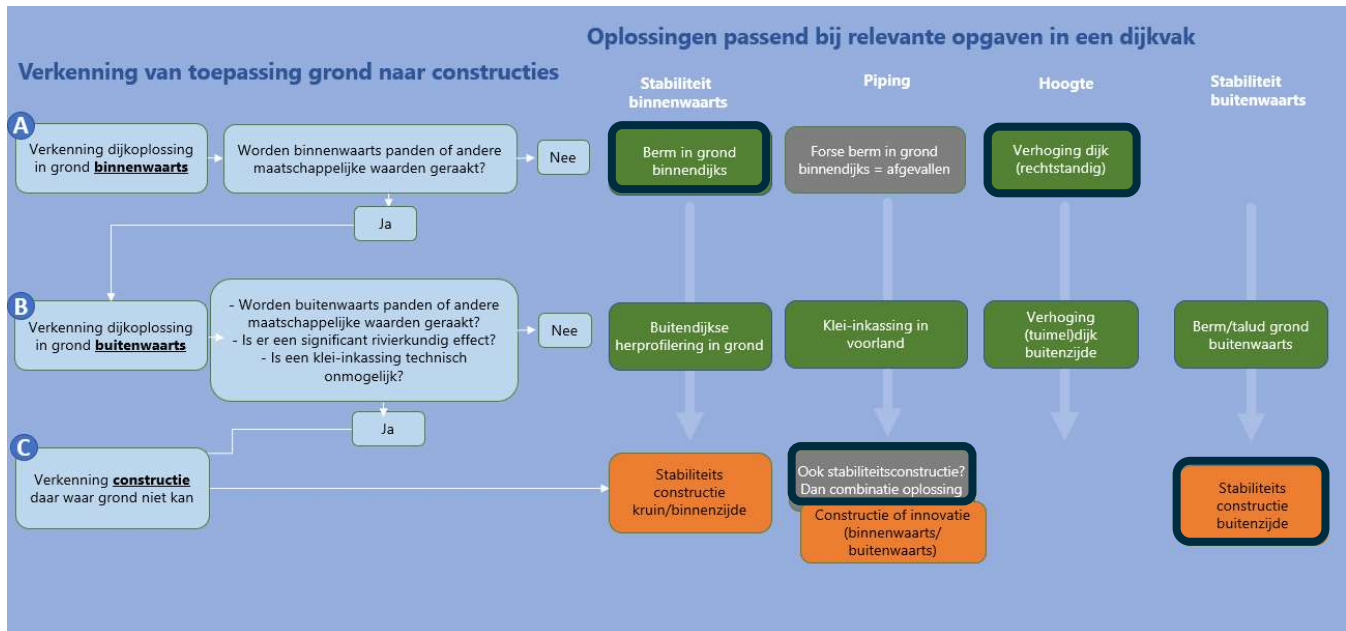 Oplossingen passend bij relevante opgaven in een dijkvak
Verkenning van toepassing grond naar constructies
Stabiliteit
binnenwaarts
Piping
Hoogte
Stabiliteit
buitenwaarts
A
Verkenning dijkoplossing
in grond binnenwaarts
Worden binnenwaarts panden of andere
maatschappelijke waarden geraakt?
Nee
Berm in grond
binnendijks
Forse berm in grond
binnendijks = afgevallen
Verhoging dijk
(rechtstandig)
Ja
B
Verkenning dijkoplossing
in grond buitenwaarts
- Worden buitenwaarts panden of andere
maatschappelijke waarden geraakt?
- Is er een significant rivierkundig effect?
- Is een klei-inkassing technisch
onmogelijk?
Nee
Buitendijkse
herprofilering in grond
Klei-inkassing in
voorland
Verhoging
(tuimel)dijk
buitenzijde
Berm/talud grond
buitenwaarts
Ja
C
Verkenning constructie
daar waar grond niet kan
Stabiliteits
constructie
kruin/binnenzijde
Ook stabiliteitsconstructie?
Dan combinatie oplossing
Constructie of innovatie
(binnenwaarts/
buitenwaarts)
Stabiliteits
constructie
buitenzijde